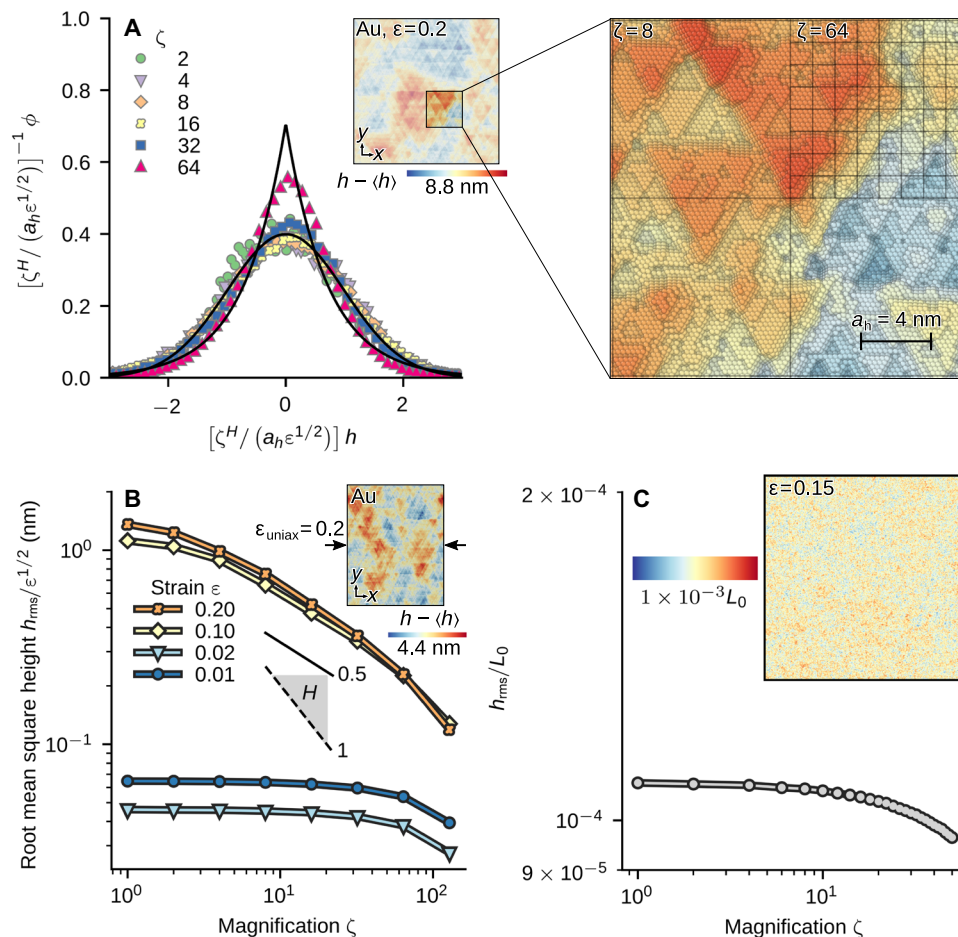 A
ζ
2
4
8
16
32
64
[ζ^H / (a_h ε^{1/2})]^{-1} ϕ
1.0
0.8
0.6
0.4
0.2
0.0
−2
0
2
[ζ^H / (a_h ε^{1/2})] h
Au, ε=0.2
y
x
h − ⟨h⟩
8.8 nm
ζ=8
ζ=64
a_h = 4 nm
B
Root mean square height h_rms/ε^{1/2} (nm)
10^0
10^{-1}
Strain ε
0.20
0.10
0.02
0.01
ε_uniax=0.2
Au
y
x
h − ⟨h⟩
4.4 nm
0.5
H
1
10^0
10^1
10^2
Magnification ζ
C
h_rms/L_0
2 × 10^{-4}
10^{-4}
9 × 10^{-5}
ε=0.15
1 × 10^{-3}L_0
10^0
10^1
Magnification ζ